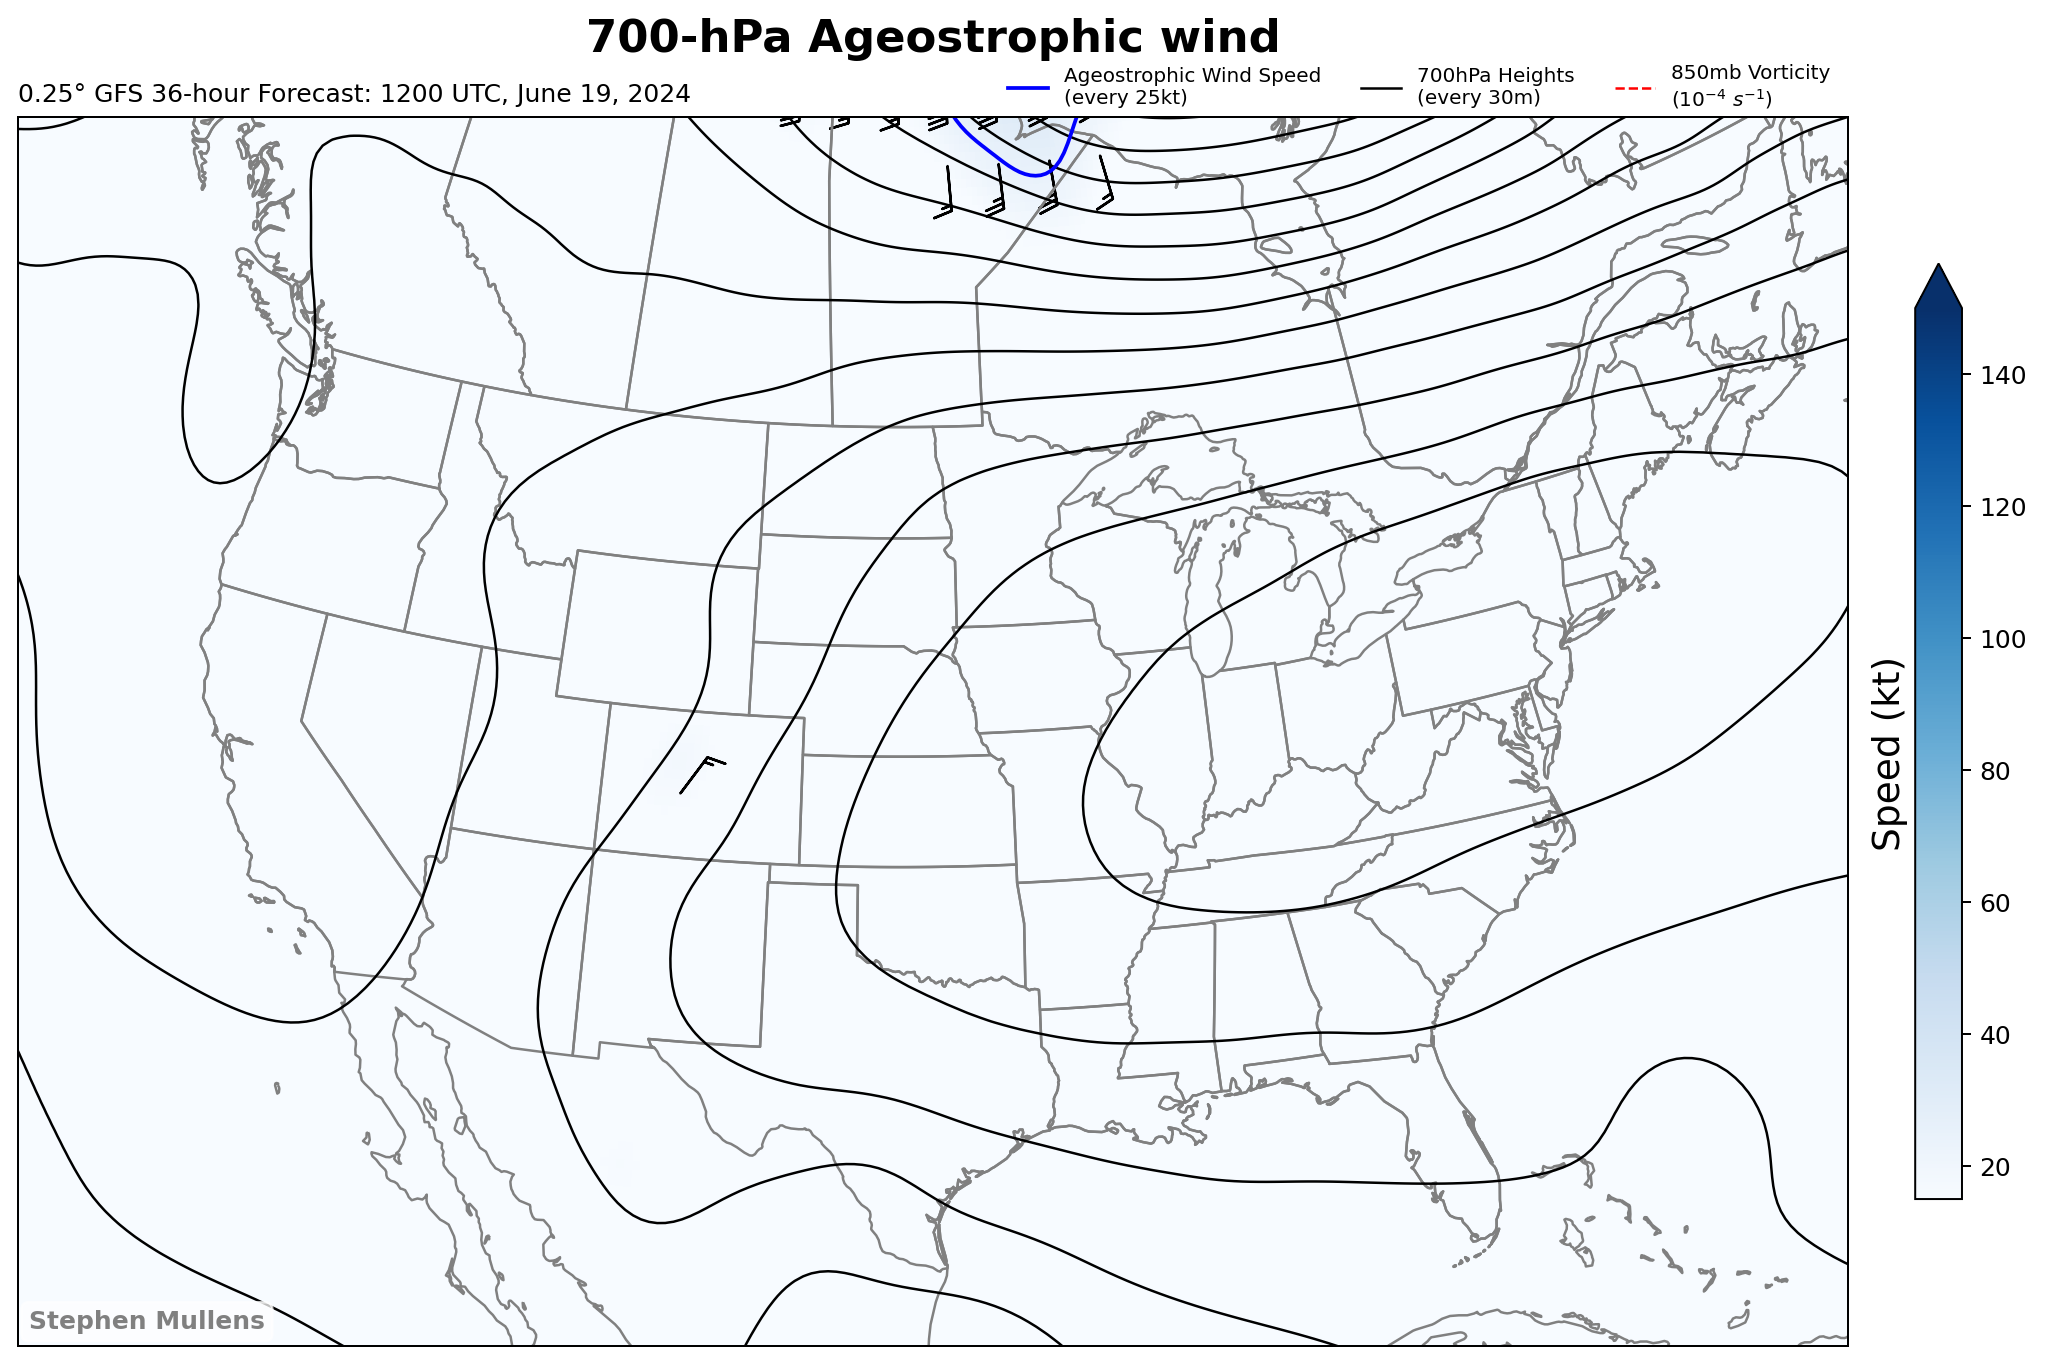 700-hPa Ageostrophic wind
0.25° GFS 36-hour Forecast: 1200 UTC, June 19, 2024
Ageostrophic Wind Speed
(every 25kt)
700hPa Heights
(every 30m)
850mb Vorticity
(10⁻⁴ s⁻¹)
140
120
100
80
60
40
20
Speed (kt)
Stephen Mullens